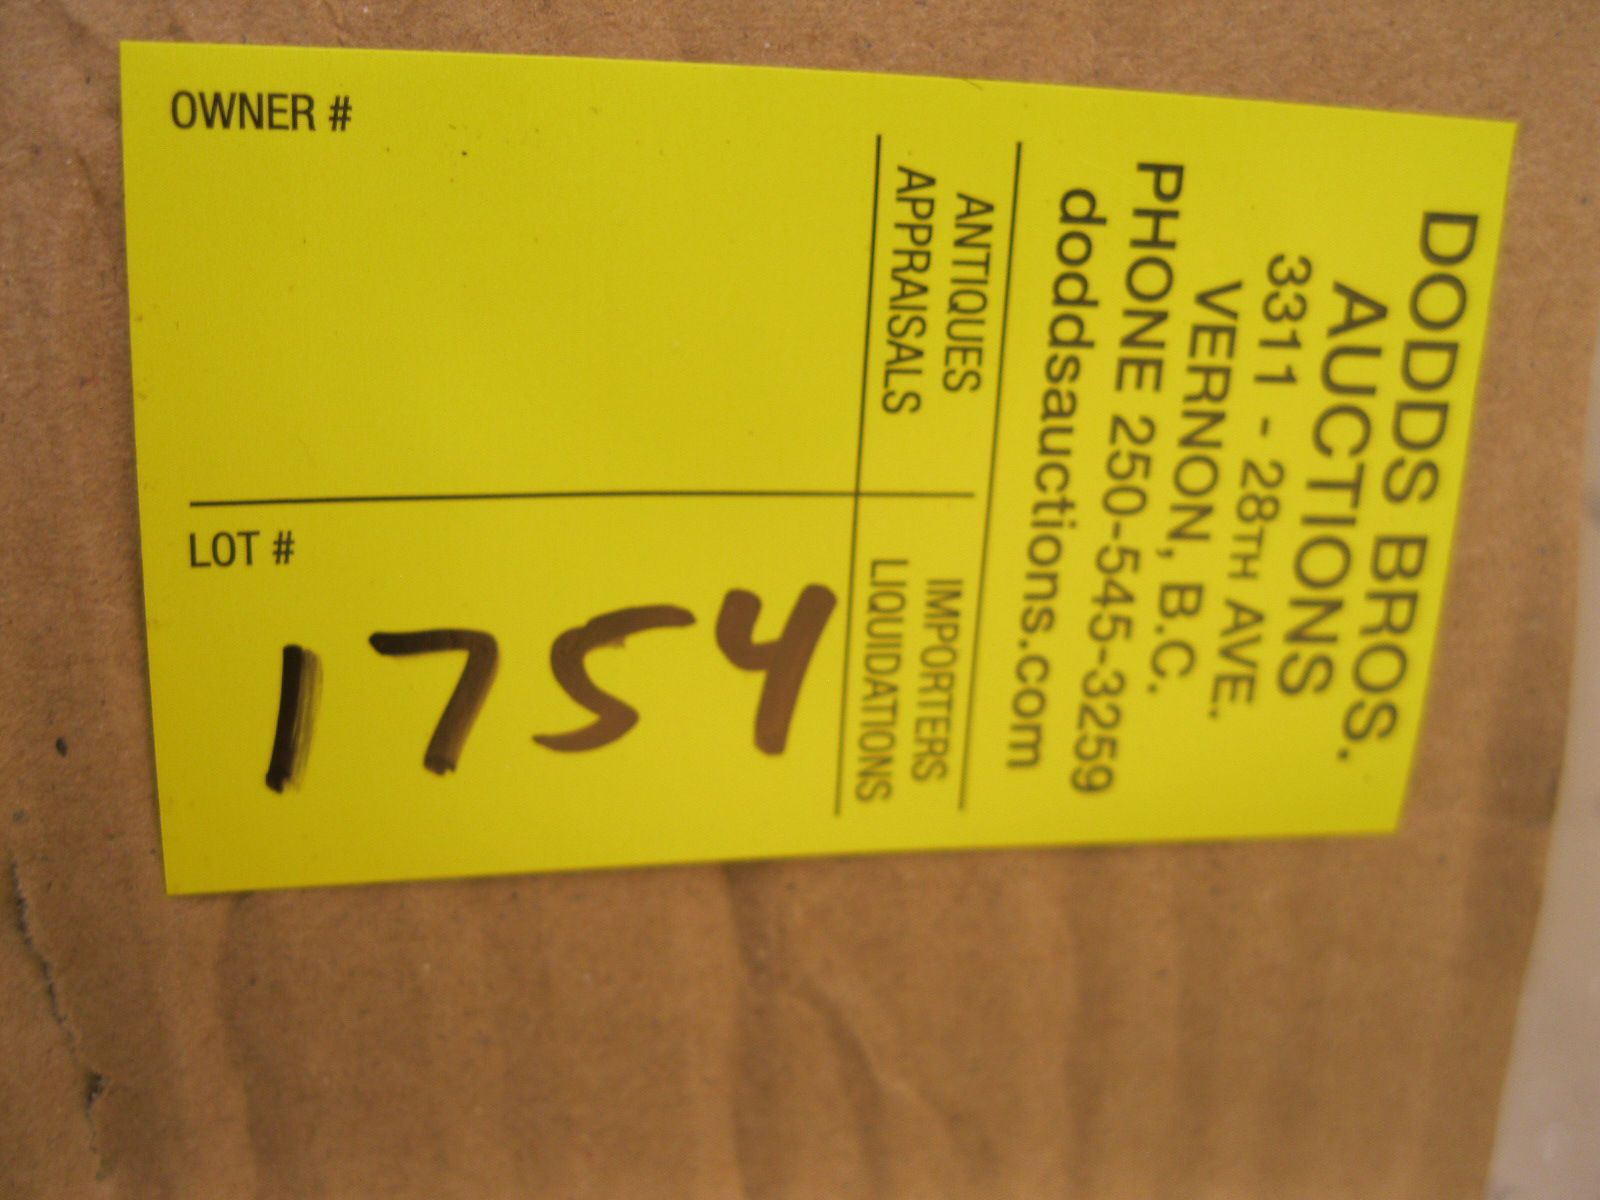 DODDS BROS.
AUCTIONS
3311 - 28TH AVE.
VERNON, B.C.
PHONE 250-545-3259
doddsauctions.com
ANTIQUES
APPRAISALS
IMPORTERS
LIQUIDATIONS
OWNER #
LOT #
1754